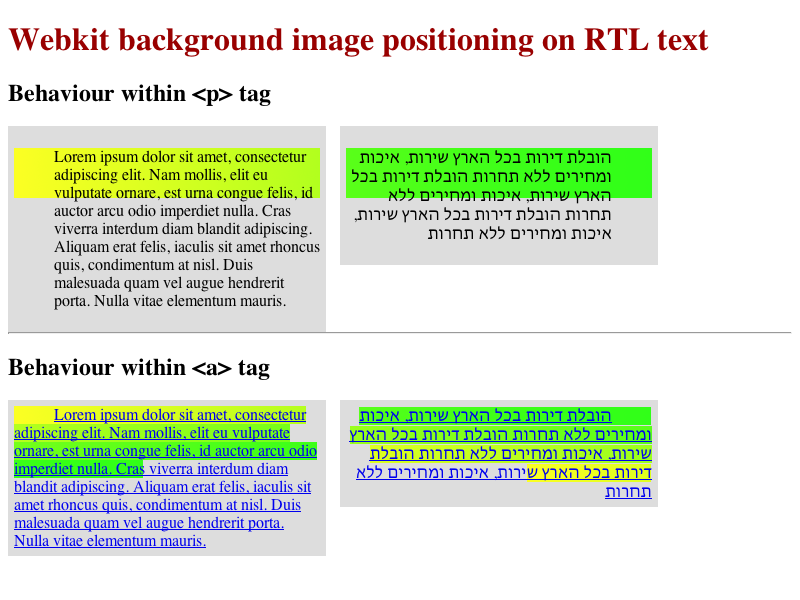 Webkit background image positioning on RTL text
Behaviour within <p> tag
Lorem ipsum dolor sit amet, consectetur
adipiscing elit. Nam mollis, elit eu
vulputate ornare, est urna congue felis, id
auctor arcu odio imperdiet nulla. Cras
viverra interdum diam blandit adipiscing.
Aliquam erat felis, iaculis sit amet rhoncus
quis, condimentum at nisl. Duis
malesuada quam vel augue hendrerit
porta. Nulla vitae elementum mauris.
הובלת דירות בכל הארץ שירות, איכות
ומחירים ללא תחרות הובלת דירות בכל
הארץ שירות, איכות ומחירים ללא
תחרות הובלת דירות בכל הארץ שירות,
איכות ומחירים ללא תחרות
Behaviour within <a> tag
Lorem ipsum dolor sit amet, consectetur
adipiscing elit. Nam mollis, elit eu vulputate
ornare, est urna congue felis, id auctor arcu odio
imperdiet nulla. Cras viverra interdum diam
blandit adipiscing. Aliquam erat felis, iaculis sit
amet rhoncus quis, condimentum at nisl. Duis
malesuada quam vel augue hendrerit porta.
Nulla vitae elementum mauris.
הובלת דירות בכל הארץ שירות, איכות
ומחירים ללא תחרות הובלת דירות בכל הארץ
שירות, איכות ומחירים ללא תחרות הובלת
דירות בכל הארץ שירות, איכות ומחירים ללא
תחרות